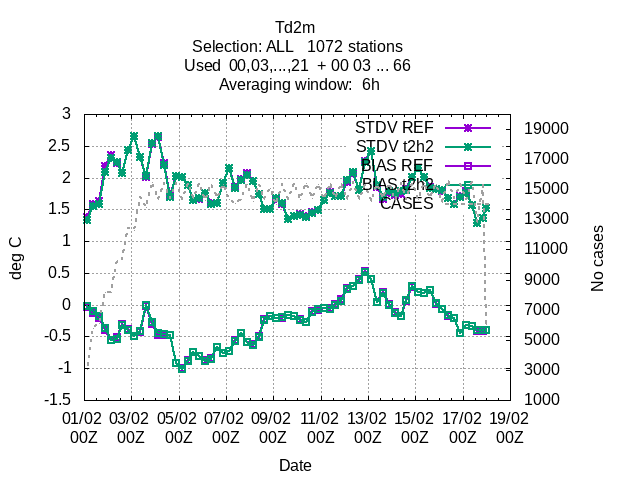 Td2m
Selection: ALL   1072 stations
Used  00,03,...,21  + 00 03 ... 66
Averaging window:  6h
STDV REF
STDV t2h2
BIAS REF
BIAS t2h2
CASES
3
2.5
2
1.5
1
0.5
0
-0.5
-1
-1.5
deg C
19000
17000
15000
13000
11000
9000
7000
5000
3000
1000
No cases
01/02 03/02 05/02 07/02 09/02 11/02 13/02 15/02 17/02 19/02
00Z 00Z 00Z 00Z 00Z 00Z 00Z 00Z 00Z 00Z
Date